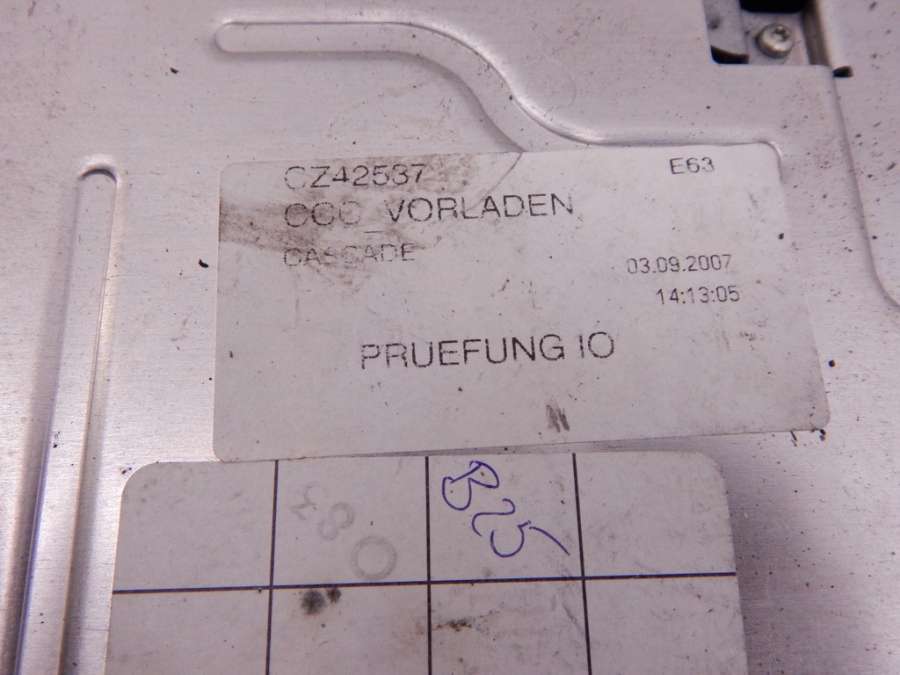 CZ42537
E63
CCC_VORLADEN
CASCADE
03.09.2007
14:13:05
PRUEFUNG IO
B25